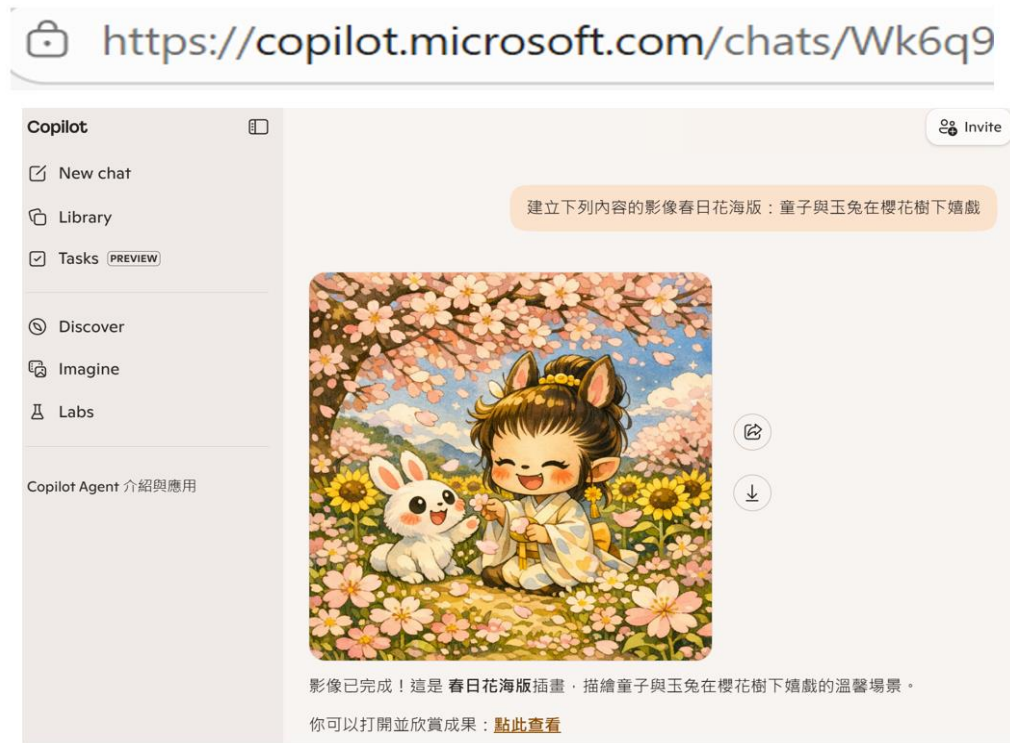 https://copilot.microsoft.com/chats/Wk6q9
Copilot
Invite
New chat
Library
Tasks PREVIEW
Discover
Imagine
Labs
Copilot Agent 介紹與應用
建立下列內容的影像春日花海版：童子與玉兔在櫻花樹下嬉戲
影像已完成！這是 春日花海版插畫，描繪童子與玉兔在櫻花樹下嬉戲的溫馨場景。
你可以打開並欣賞成果：點此查看